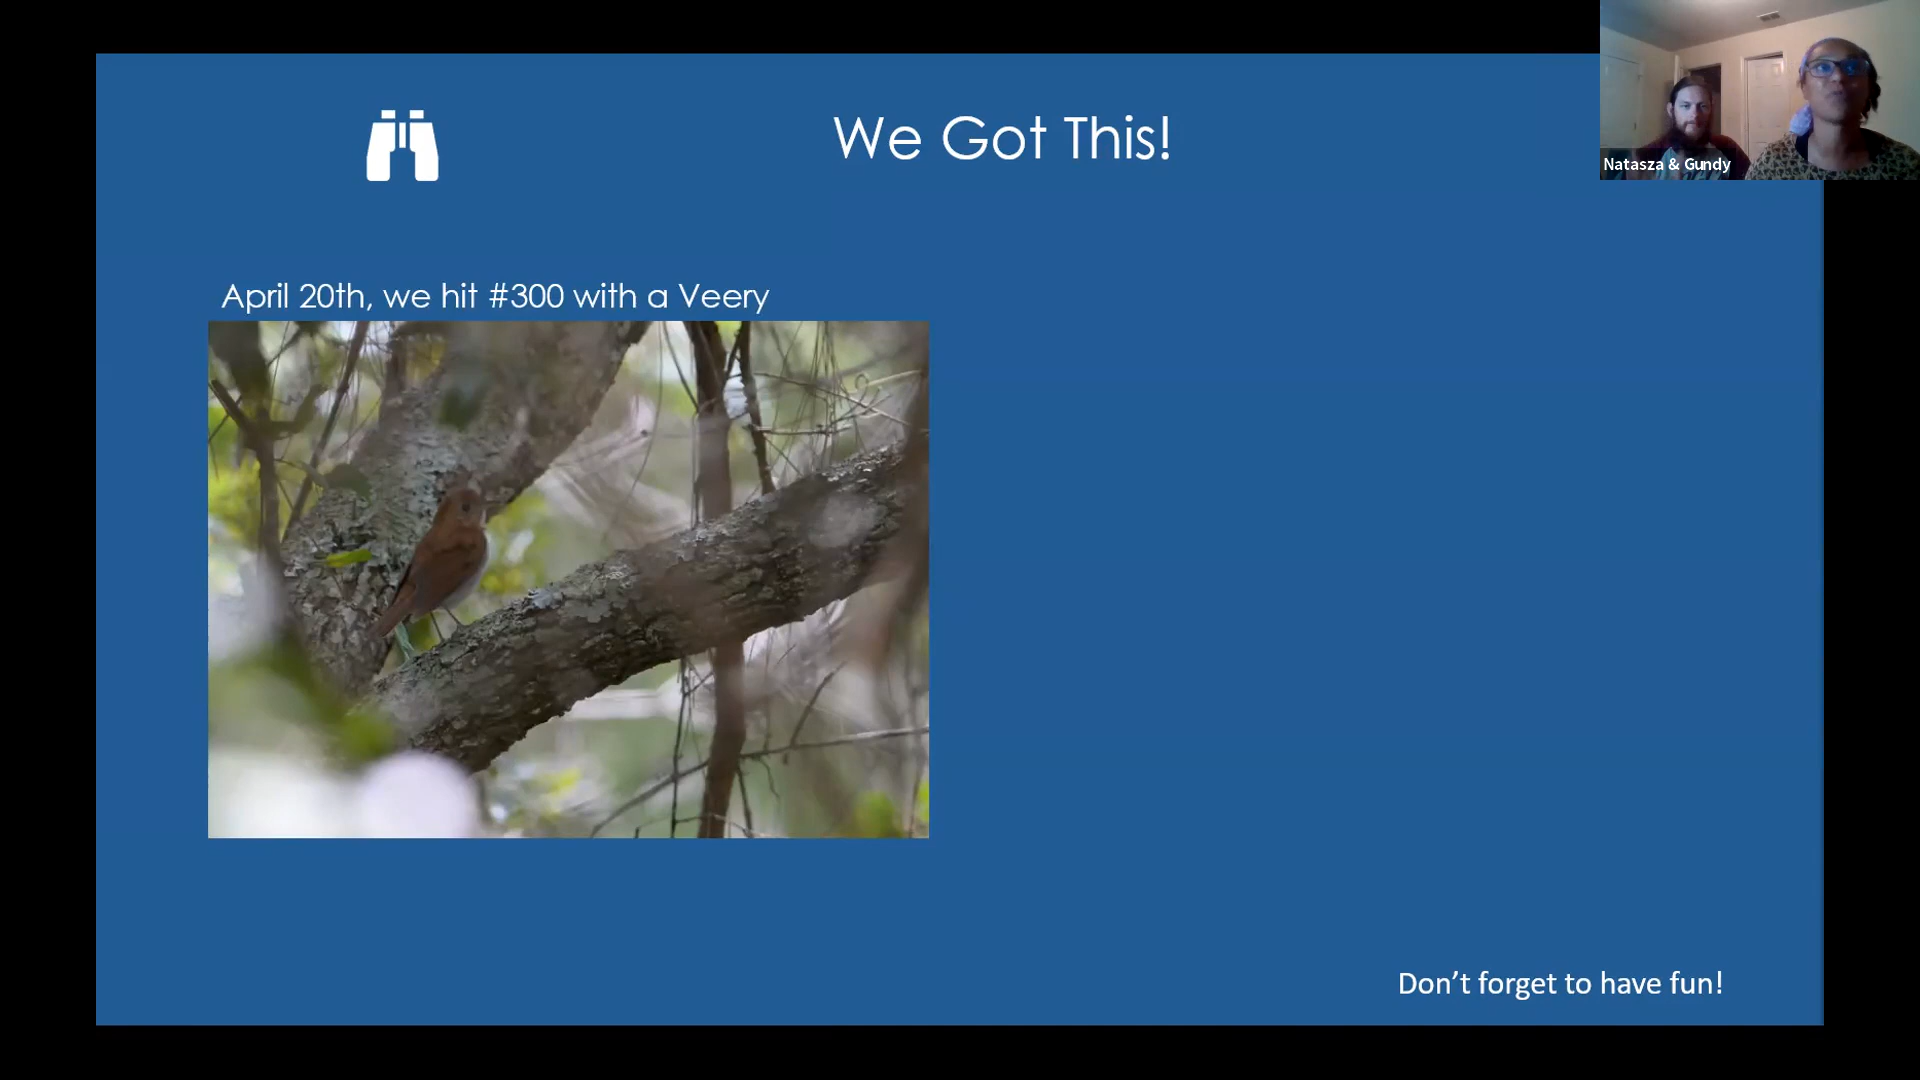 We Got This!
Natasza & Gundy
April 20th, we hit #300 with a Veery
Don’t forget to have fun!